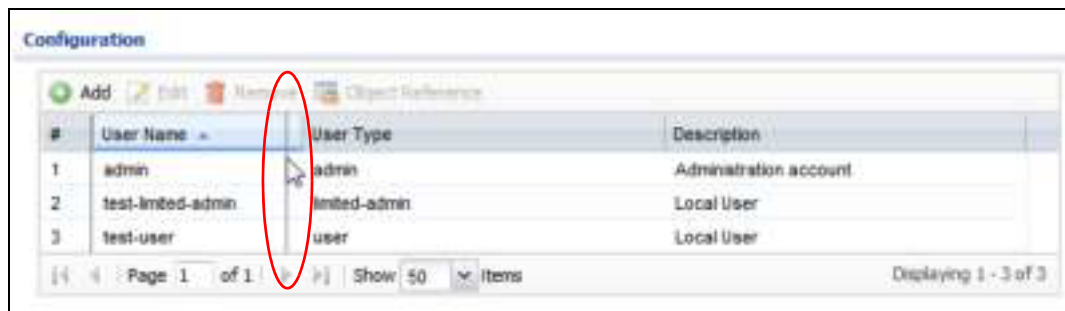 Configuration
Add Edit Remove Object Reference
# User Name User Type Description
1 admin admin Administration account
2 test-limited-admin limited-admin Local User
3 test-user user Local User
Page 1 of 1 Show 50 Items Displaying 1 - 3 of 3